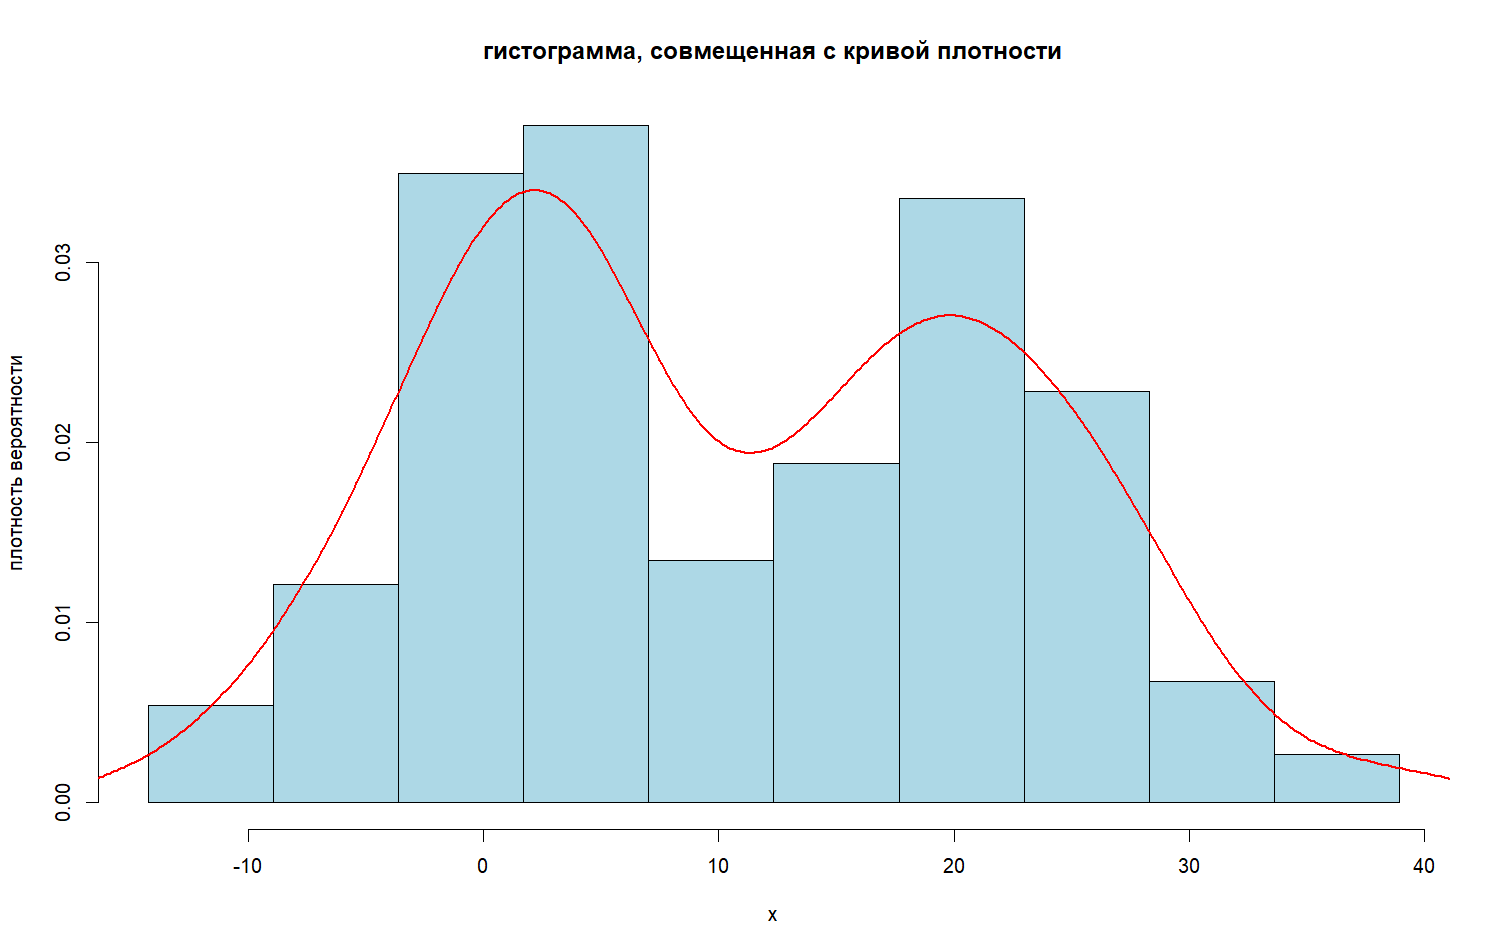 гистограмма, совмещенная с кривой плотности
плотность вероятности
0.03
0.02
0.01
0.00
-10 0 10 20 30 40
x